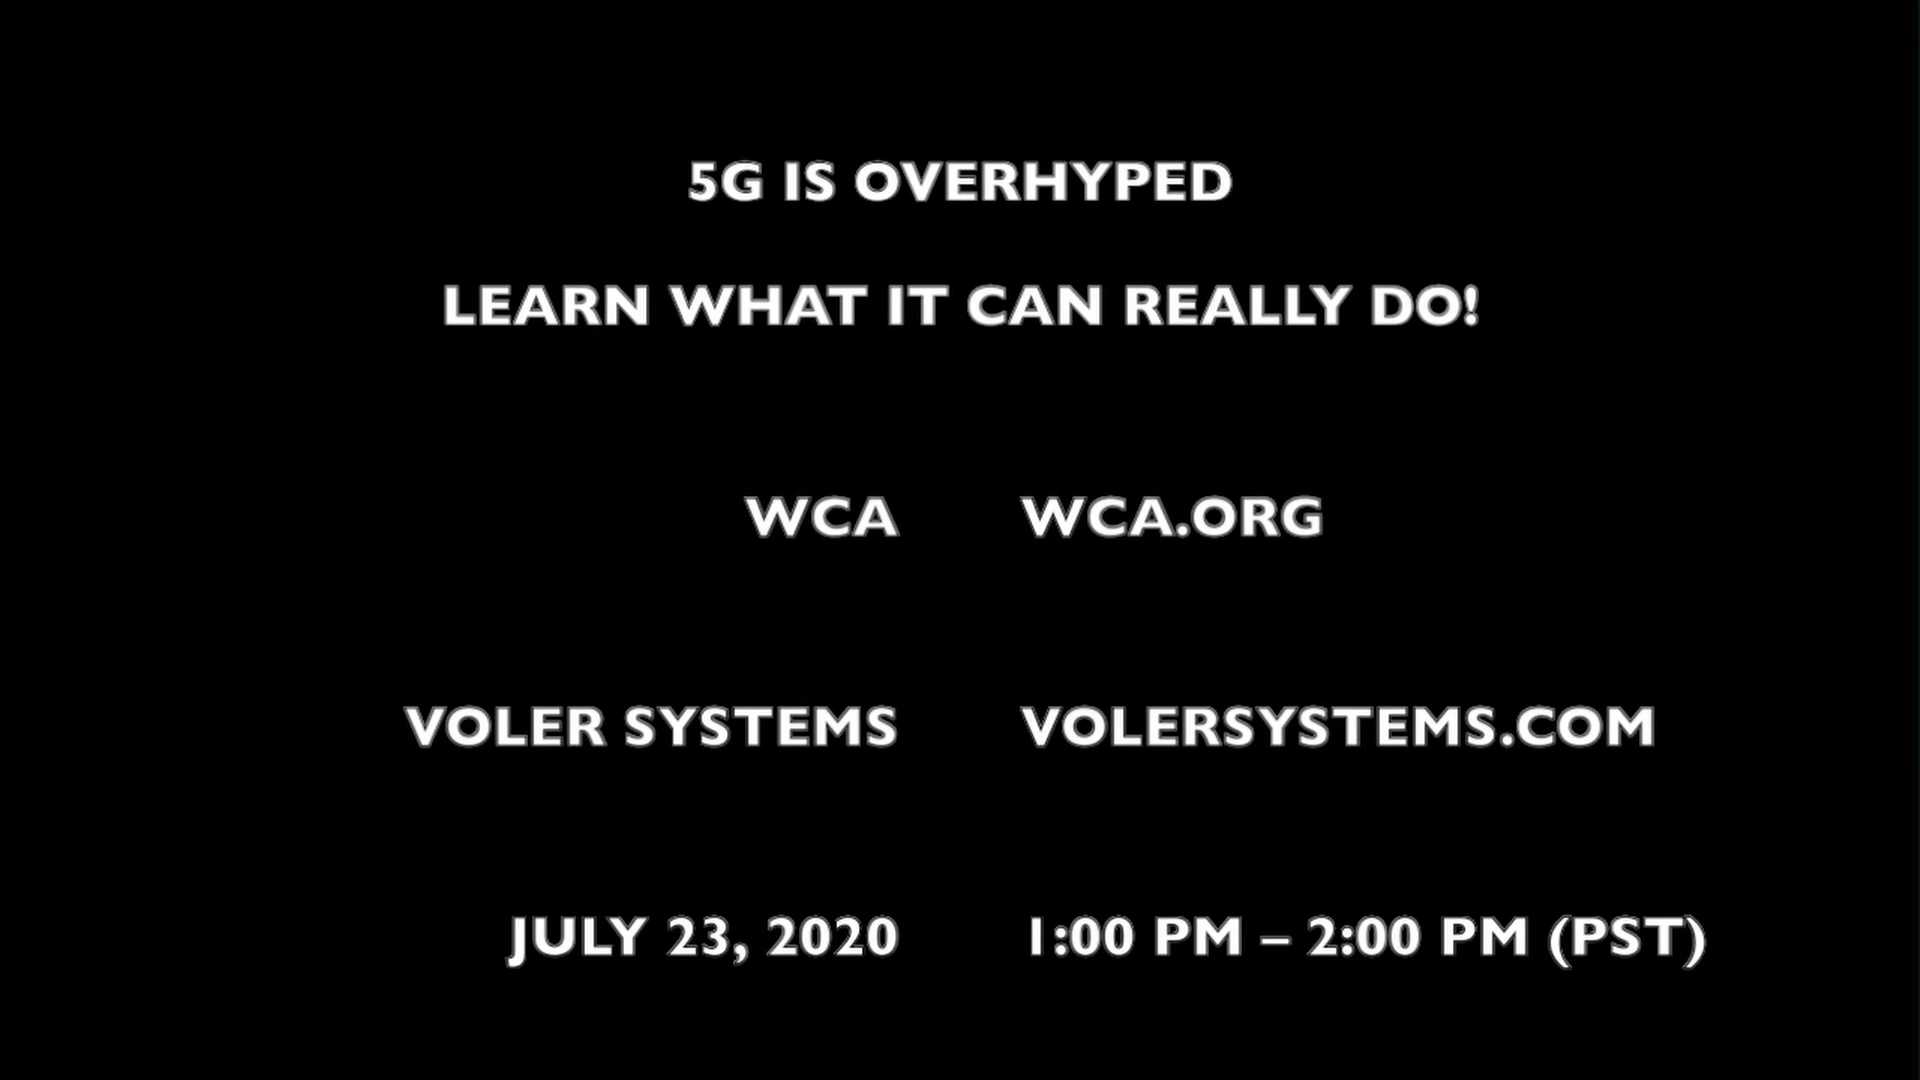 5G IS OVERHYPED
LEARN WHAT IT CAN REALLY DO!
WCA WCA.ORG
VOLER SYSTEMS VOLERSYSTEMS.COM
JULY 23, 2020 1:00 PM – 2:00 PM (PST)